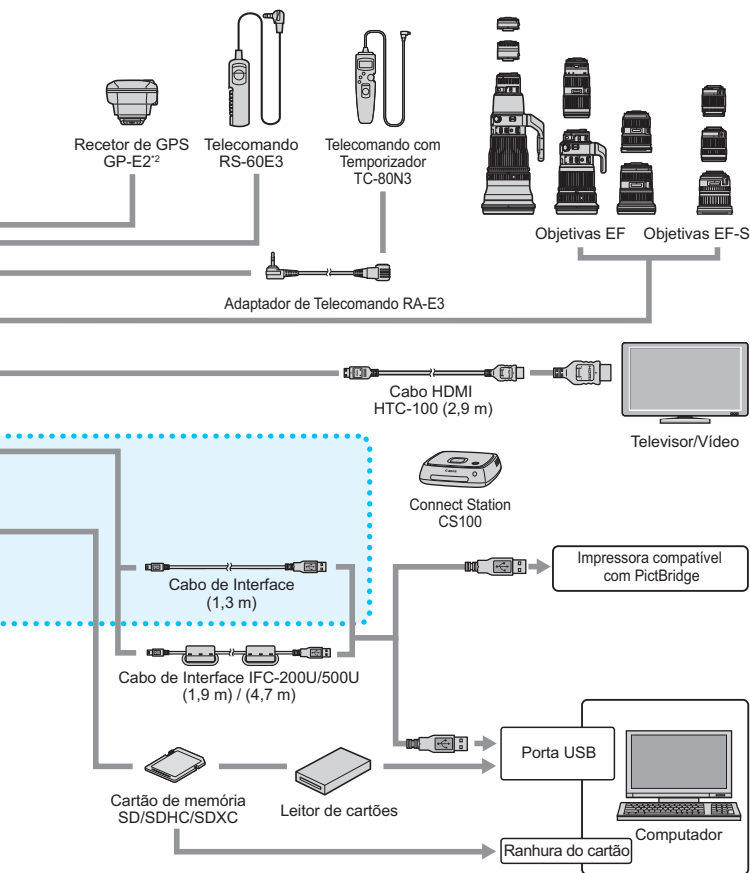 Recetor de GPS
GP-E2*2
Telecomando
RS-60E3
Telecomando com
Temporizador
TC-80N3
Objetivas EF
Objetivas EF-S
Adaptador de Telecomando RA-E3
Cabo HDMI
HTC-100 (2,9 m)
Televisor/Vídeo
Connect Station
CS100
Cabo de Interface
(1,3 m)
Impressora compatível
com PictBridge
Cabo de Interface IFC-200U/500U
(1,9 m) / (4,7 m)
Porta USB
Cartão de memória
SD/SDHC/SDXC
Leitor de cartões
Computador
Ranhura do cartão